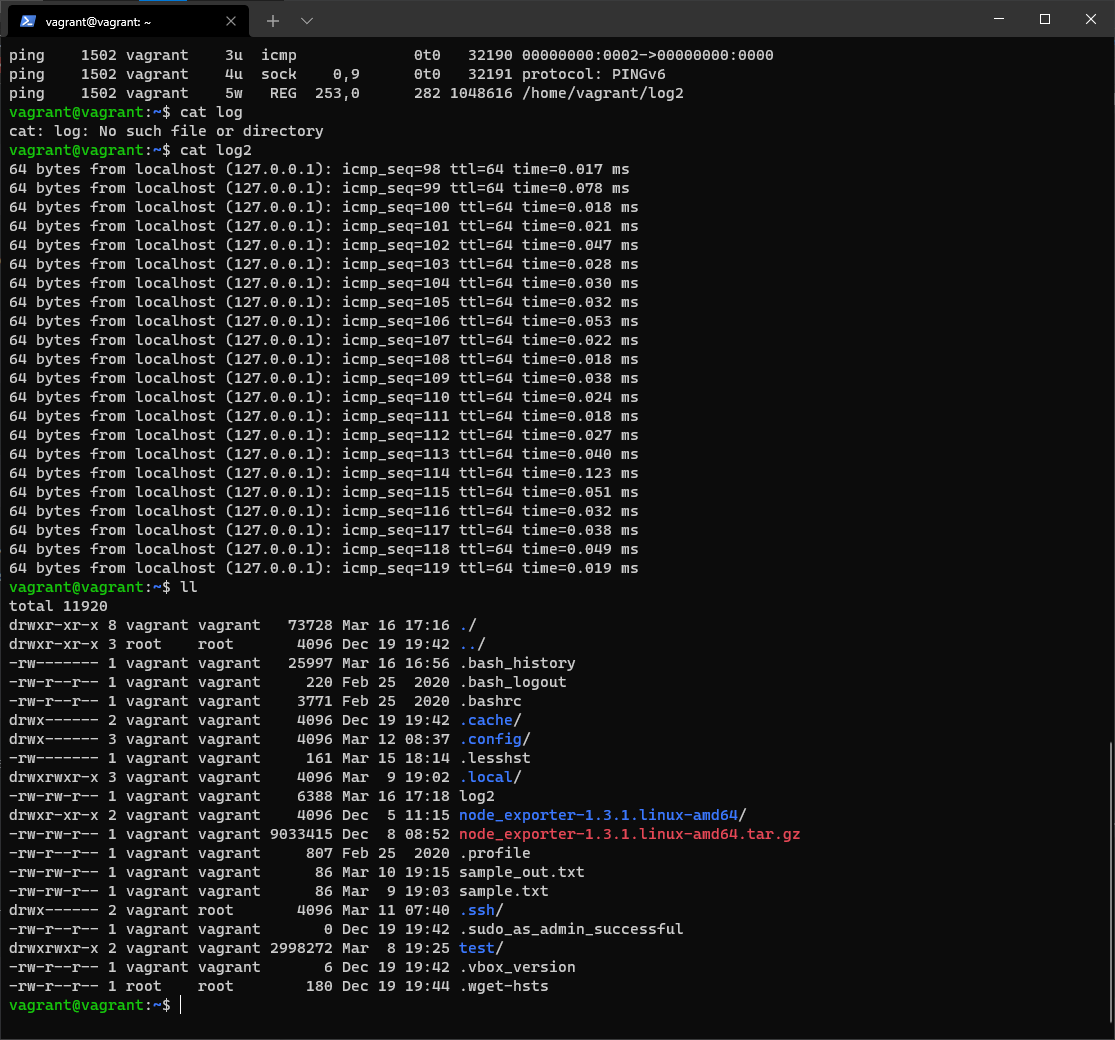 vagrant@vagrant: ~
ping    1502 vagrant    3u  icmp             0t0   32190 00000000:0002->00000000:0000
ping    1502 vagrant    4u  sock    0,9      0t0   32191 protocol: PINGv6
ping    1502 vagrant    5w   REG  253,0      282 1048616 /home/vagrant/log2
vagrant@vagrant:~$ cat log
cat: log: No such file or directory
vagrant@vagrant:~$ cat log2
64 bytes from localhost (127.0.0.1): icmp_seq=98 ttl=64 time=0.017 ms
64 bytes from localhost (127.0.0.1): icmp_seq=99 ttl=64 time=0.078 ms
64 bytes from localhost (127.0.0.1): icmp_seq=100 ttl=64 time=0.018 ms
64 bytes from localhost (127.0.0.1): icmp_seq=101 ttl=64 time=0.021 ms
64 bytes from localhost (127.0.0.1): icmp_seq=102 ttl=64 time=0.047 ms
64 bytes from localhost (127.0.0.1): icmp_seq=103 ttl=64 time=0.028 ms
64 bytes from localhost (127.0.0.1): icmp_seq=104 ttl=64 time=0.030 ms
64 bytes from localhost (127.0.0.1): icmp_seq=105 ttl=64 time=0.032 ms
64 bytes from localhost (127.0.0.1): icmp_seq=106 ttl=64 time=0.053 ms
64 bytes from localhost (127.0.0.1): icmp_seq=107 ttl=64 time=0.022 ms
64 bytes from localhost (127.0.0.1): icmp_seq=108 ttl=64 time=0.018 ms
64 bytes from localhost (127.0.0.1): icmp_seq=109 ttl=64 time=0.038 ms
64 bytes from localhost (127.0.0.1): icmp_seq=110 ttl=64 time=0.024 ms
64 bytes from localhost (127.0.0.1): icmp_seq=111 ttl=64 time=0.018 ms
64 bytes from localhost (127.0.0.1): icmp_seq=112 ttl=64 time=0.027 ms
64 bytes from localhost (127.0.0.1): icmp_seq=113 ttl=64 time=0.040 ms
64 bytes from localhost (127.0.0.1): icmp_seq=114 ttl=64 time=0.123 ms
64 bytes from localhost (127.0.0.1): icmp_seq=115 ttl=64 time=0.051 ms
64 bytes from localhost (127.0.0.1): icmp_seq=116 ttl=64 time=0.032 ms
64 bytes from localhost (127.0.0.1): icmp_seq=117 ttl=64 time=0.038 ms
64 bytes from localhost (127.0.0.1): icmp_seq=118 ttl=64 time=0.049 ms
64 bytes from localhost (127.0.0.1): icmp_seq=119 ttl=64 time=0.019 ms
vagrant@vagrant:~$ ll
total 11920
drwxr-xr-x 8 vagrant vagrant   73728 Mar 16 17:16 ./
drwxr-xr-x 3 root    root       4096 Dec 19 19:42 ../
-rw------- 1 vagrant vagrant   25997 Mar 16 16:56 .bash_history
-rw-r--r-- 1 vagrant vagrant     220 Feb 25  2020 .bash_logout
-rw-r--r-- 1 vagrant vagrant    3771 Feb 25  2020 .bashrc
drwx------ 2 vagrant vagrant    4096 Dec 19 19:42 .cache/
drwx------ 3 vagrant vagrant    4096 Mar 12 08:37 .config/
-rw------- 1 vagrant vagrant     161 Mar 15 18:14 .lesshst
drwxrwxr-x 3 vagrant vagrant    4096 Mar  9 19:02 .local/
-rw-rw-r-- 1 vagrant vagrant    6388 Mar 16 17:18 log2
drwxr-xr-x 2 vagrant vagrant    4096 Dec  5 11:15 node_exporter-1.3.1.linux-amd64/
-rw-rw-r-- 1 vagrant vagrant 9033415 Dec  8 08:52 node_exporter-1.3.1.linux-amd64.tar.gz
-rw-r--r-- 1 vagrant vagrant     807 Feb 25  2020 .profile
-rw-rw-r-- 1 vagrant vagrant      86 Mar 10 19:15 sample_out.txt
-rw-rw-r-- 1 vagrant vagrant      86 Mar  9 19:03 sample.txt
drwx------ 2 vagrant root       4096 Mar 11 07:40 .ssh/
-rw-r--r-- 1 vagrant vagrant       0 Dec 19 19:42 .sudo_as_admin_successful
drwxrwxr-x 2 vagrant vagrant 2998272 Mar  8 19:25 test/
-rw-r--r-- 1 vagrant vagrant       6 Dec 19 19:42 .vbox_version
-rw-r--r-- 1 root    root        180 Dec 19 19:44 .wget-hsts
vagrant@vagrant:~$